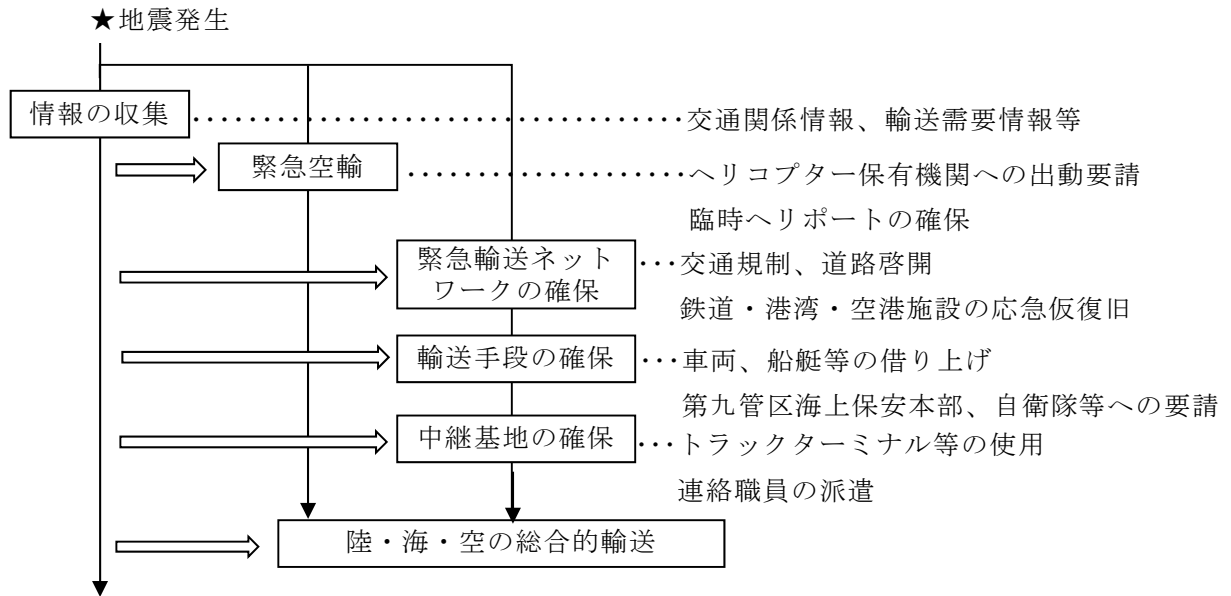 ★地震発生
情報の収集
・・・・・・・・・・・・・・・・・・・・・・・・・・・交通関係情報、輸送需要情報等
緊急空輸
・・・・・・・・・・・・・・・ヘリコプター保有機関への出動要請
臨時ヘリポートの確保
緊急輸送ネット
ワークの確保
・・・交通規制、道路啓開
鉄道・港湾・空港施設の応急仮復旧
輸送手段の確保
・・・車両、船艇等の借り上げ
第九管区海上保安本部、自衛隊等への要請
中継基地の確保
・・・トラックターミナル等の使用
連絡職員の派遣
陸・海・空の総合的輸送